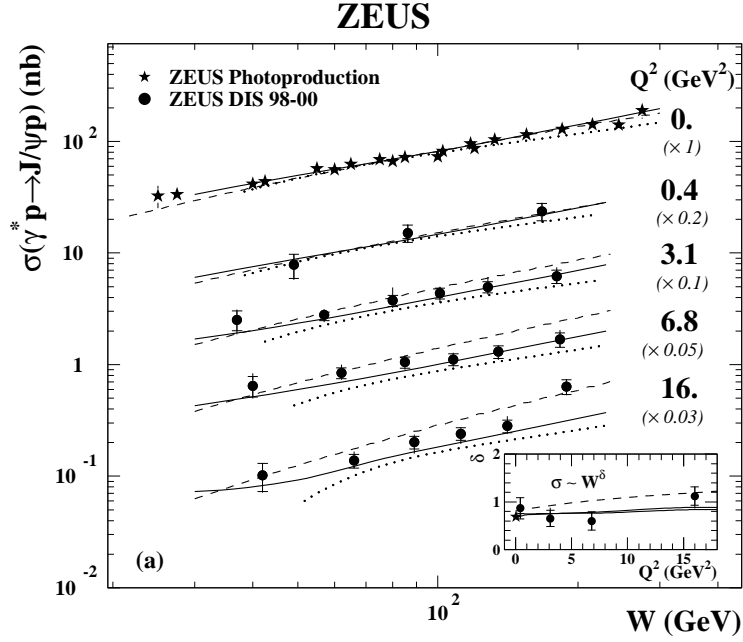 ZEUS
σ(γ* p→J/ψp) (nb)
★ ZEUS Photoproduction
● ZEUS DIS 98-00
Q² (GeV²)
0.
(× 1)
0.4
(× 0.2)
3.1
(× 0.1)
6.8
(× 0.05)
16.
(× 0.03)
10²
10
1
10⁻¹
10⁻²
(a)
δ
σ ~ W^δ
2
1
0
0 5 10 15
Q² (GeV²)
10²
W (GeV)